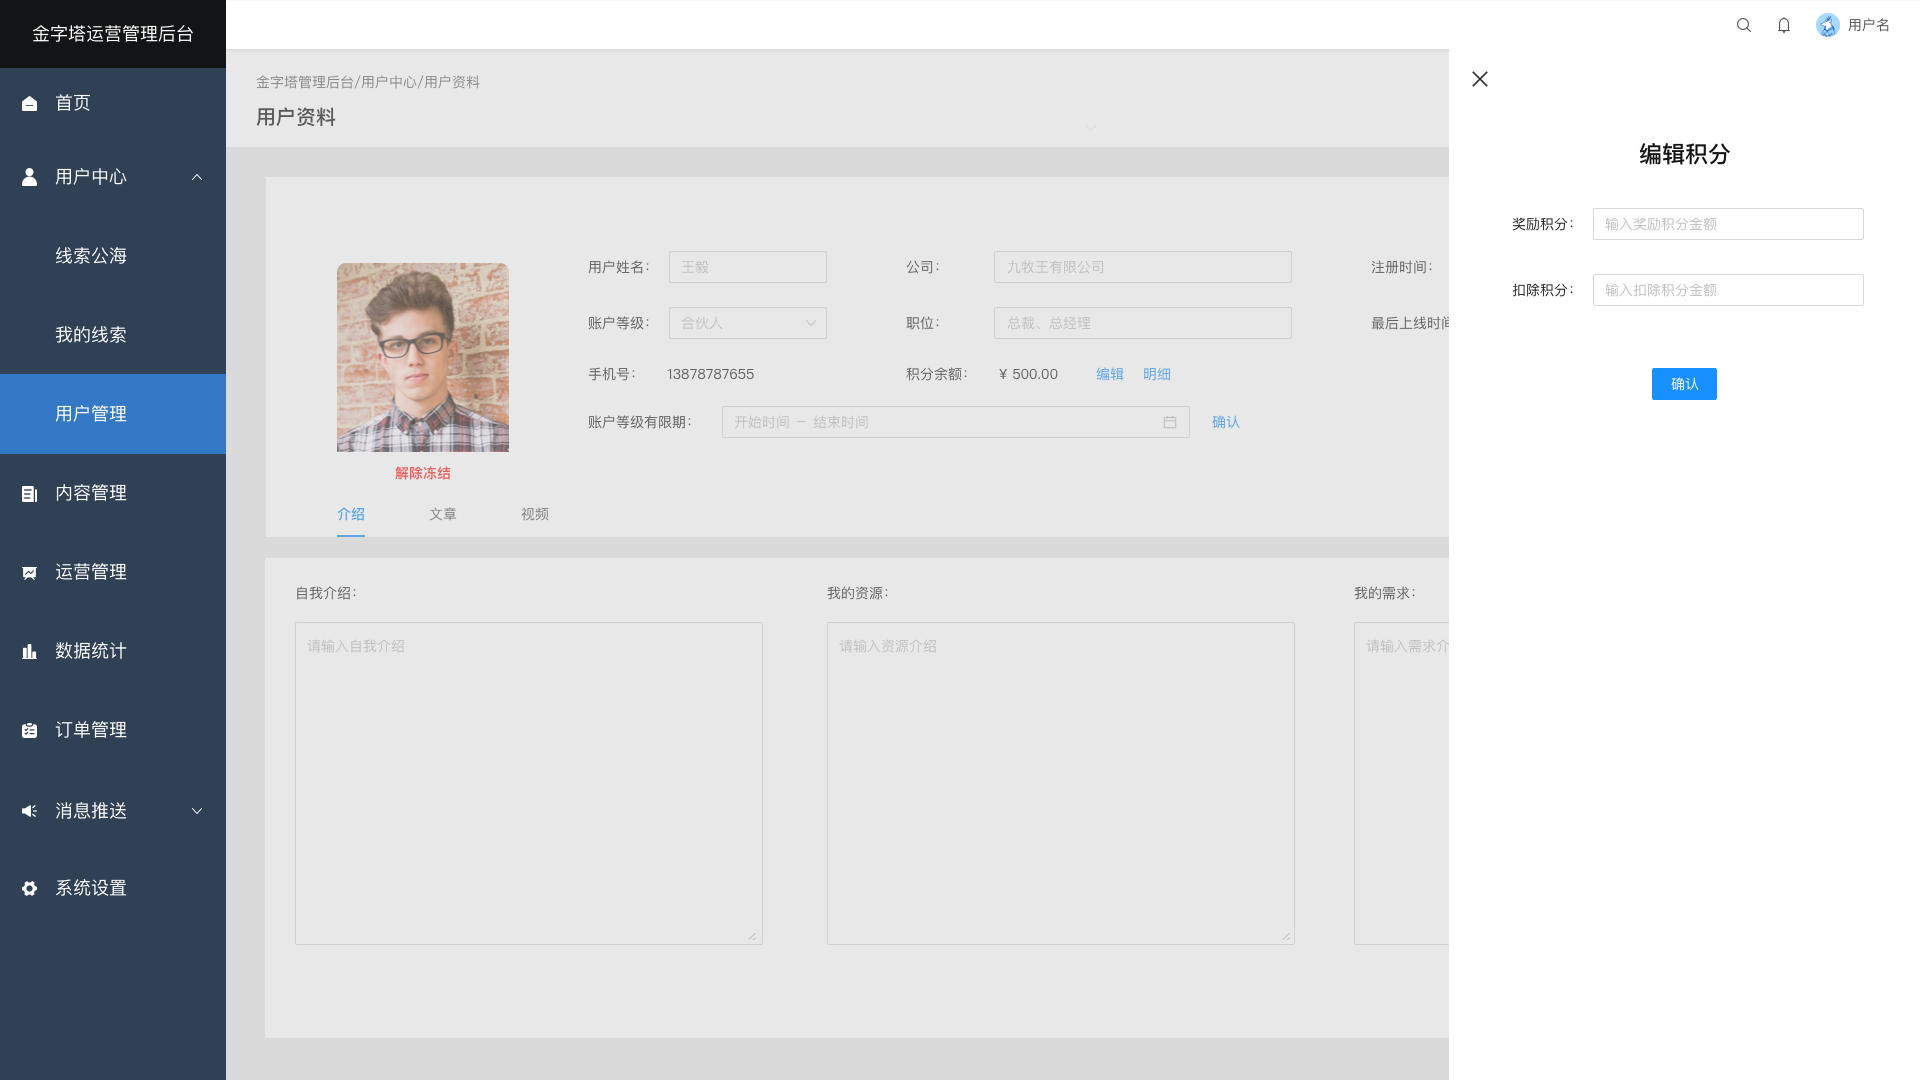 金字塔运营管理后台
首页
用户中心
线索公海
我的线索
用户管理
内容管理
运营管理
数据统计
订单管理
消息推送
系统设置
用户名
金字塔管理后台/用户中心/用户资料
用户资料
用户姓名： 王毅 公司： 九牧王有限公司 注册时间：
账户等级： 合伙人 职位： 总裁、总经理 最后上线时间
手机号： 13878787655 积分余额： ¥ 500.00 编辑 明细
账户等级有限期： 开始时间 – 结束时间 确认
解除冻结
介绍 文章 视频
自我介绍： 我的资源： 我的需求：
请输入自我介绍 请输入资源介绍 请输入需求介
编辑积分
奖励积分： 输入奖励积分金额
扣除积分： 输入扣除积分金额
确认